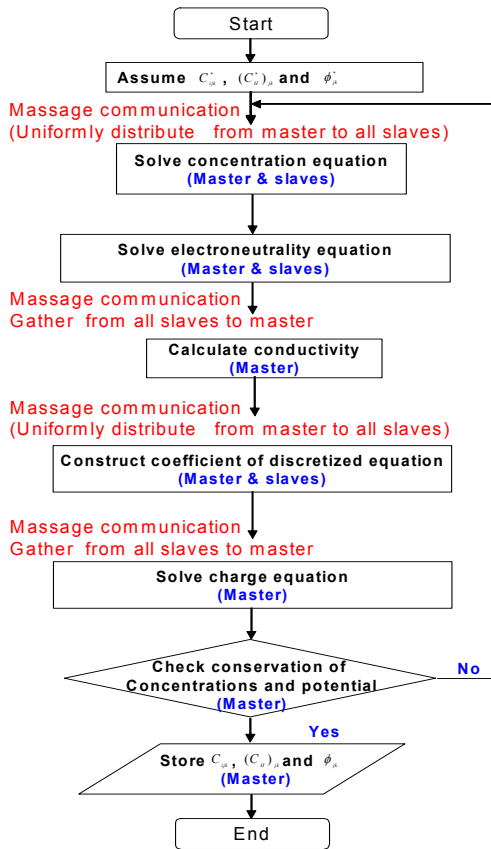 Start
Assume C*ijk, (C*H)jk and ϕ*jk
Massage communication
(Uniformly distribute from master to all slaves)
Solve concentration equation
(Master & slaves)
Solve electroneutrality equation
(Master & slaves)
Massage communication
Gather from all slaves to master
Calculate conductivity
(Master)
Massage communication
(Uniformly distribute from master to all slaves)
Construct coefficient of discretized equation
(Master & slaves)
Massage communication
Gather from all slaves to master
Solve charge equation
(Master)
Check conservation of
Concentrations and potential
(Master)
No
Yes
Store Cijk, (CH)jk and ϕjk
(Master)
End